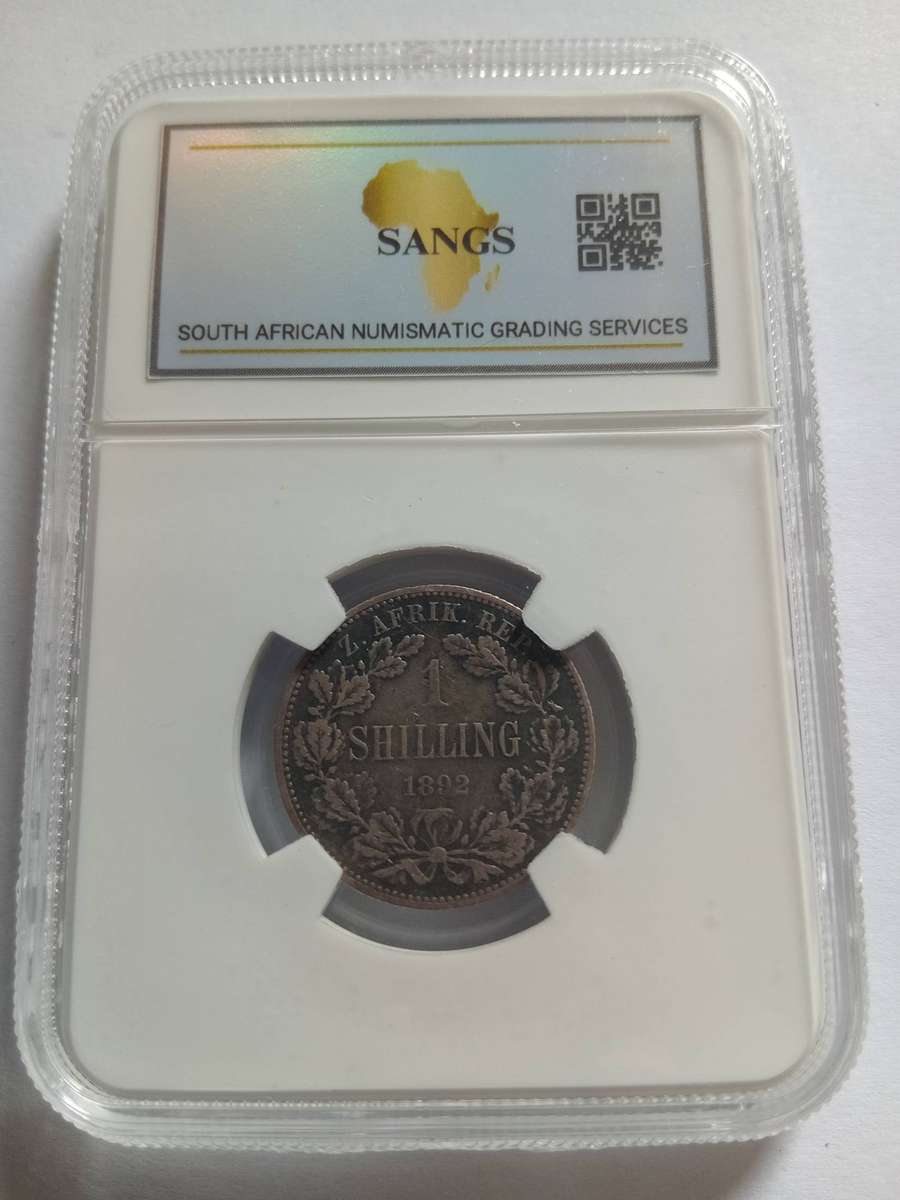 SANGS
SOUTH AFRICAN NUMISMATIC GRADING SERVICES
Z. AFRIK. REP
1
SHILLING
1892